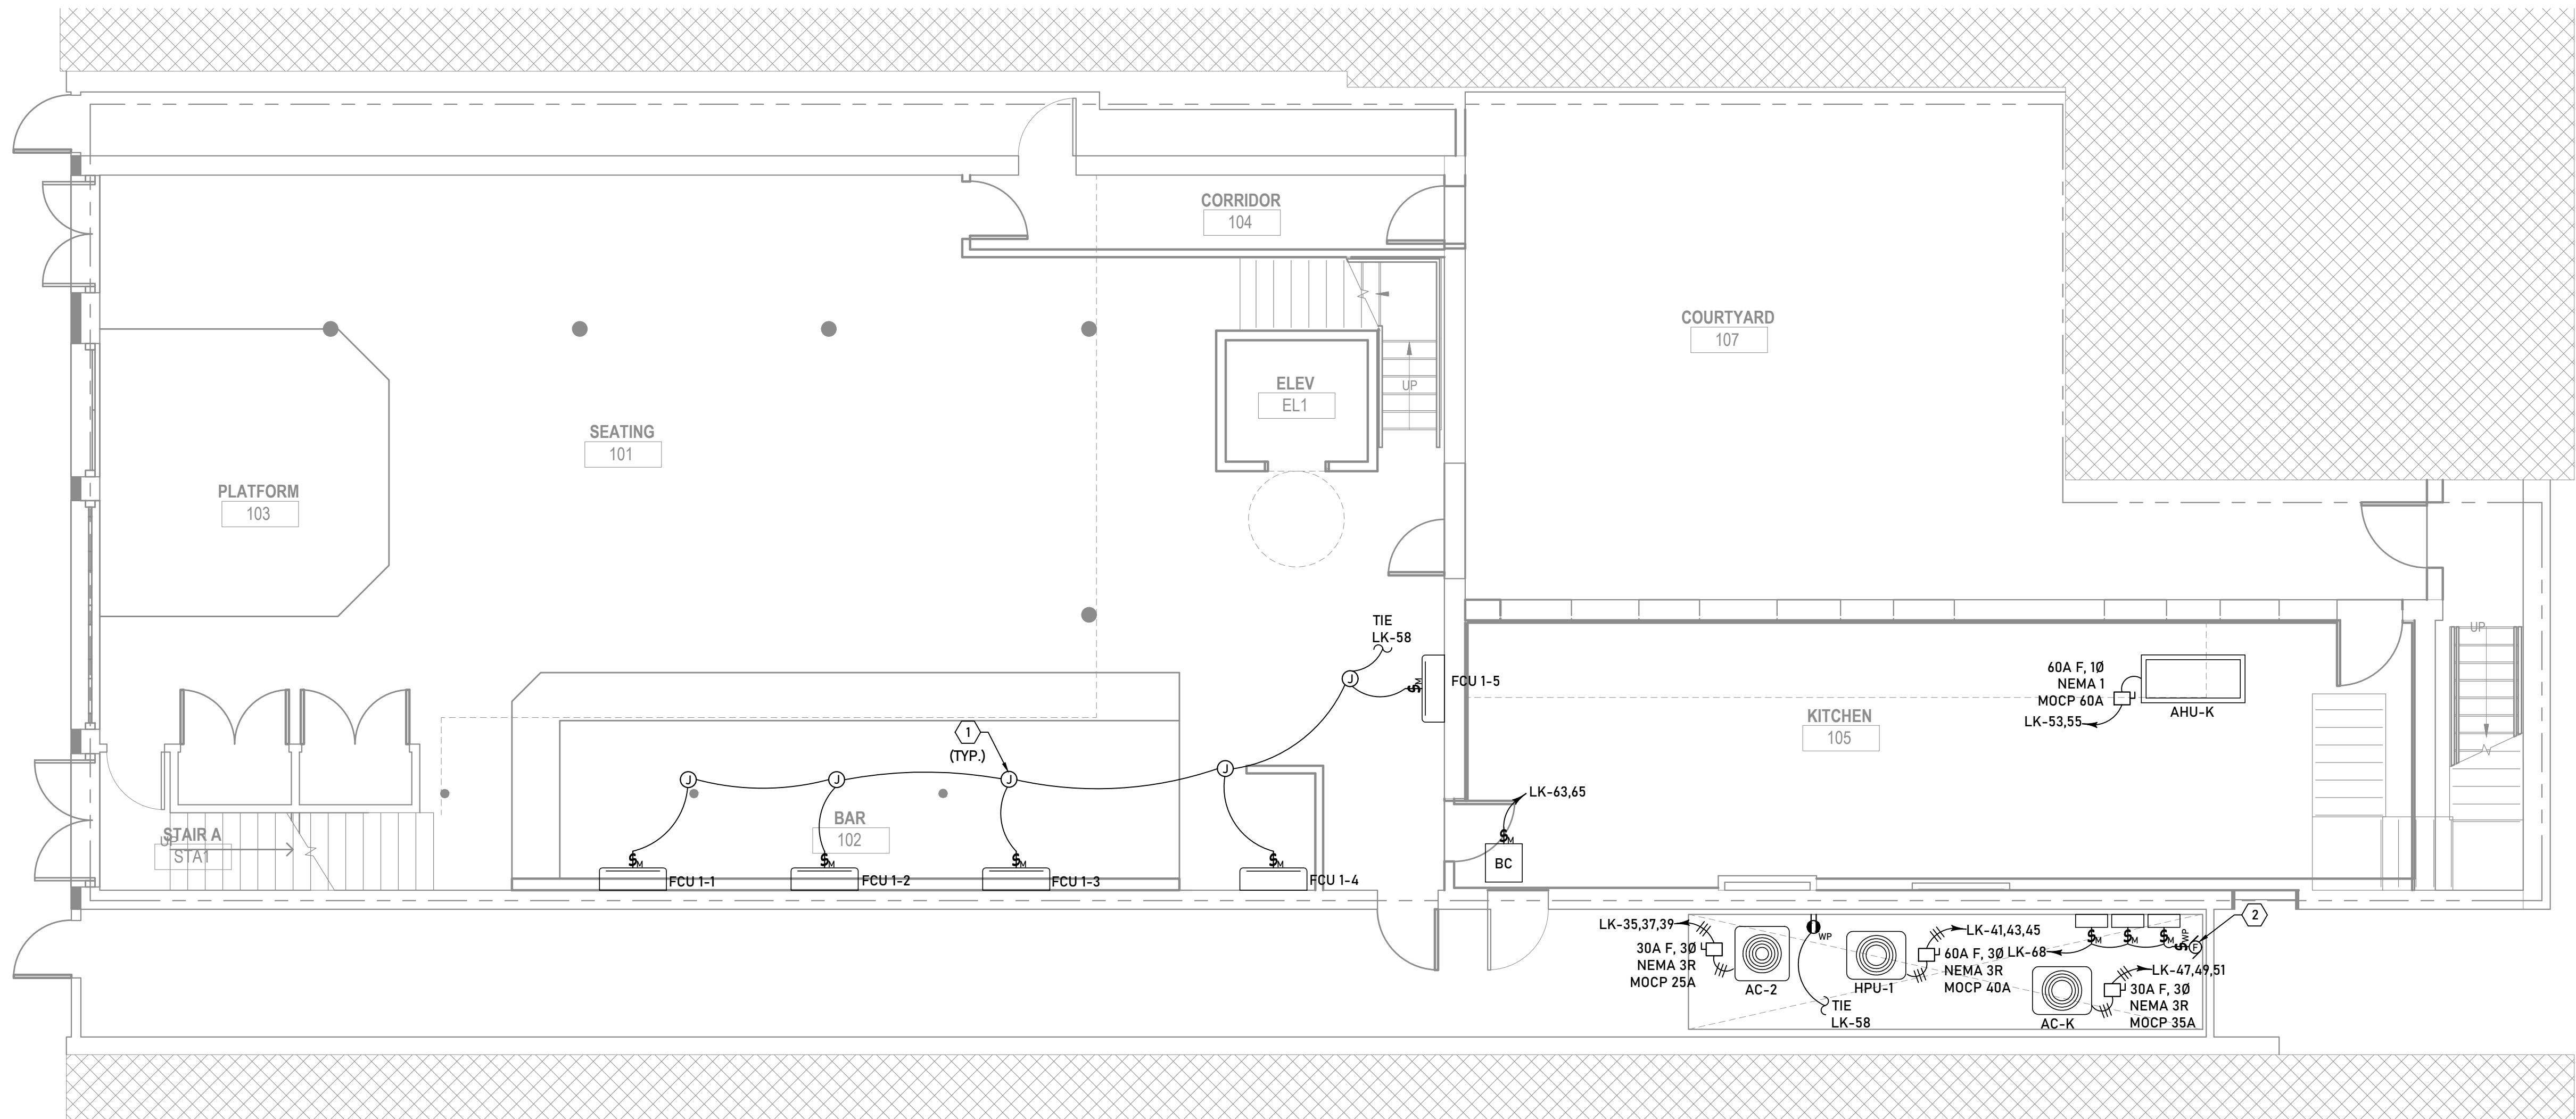 CORRIDOR
104
COURTYARD
107
ELEV
EL1
UP
SEATING
101
PLATFORM
103
TIE
LK-58
FCU 1-5
60A F, 1Ø
NEMA 1
MOCP 60A
LK-53,55
AHU-K
UP
KITCHEN
105
1
(TYP.)
J
J
J
J
J
$M
STAIR A
UP
STA1
BAR
102
$M
$M
$M
$M
FCU 1-1
FCU 1-2
FCU 1-3
FCU 1-4
LK-63,65
$M
BC
LK-35,37,39
30A F, 3Ø
NEMA 3R
MOCP 25A
AC-2
WP
TIE
LK-58
HPU-1
LK-41,43,45
60A F, 3Ø
NEMA 3R
MOCP 40A
LK-68
$M
$M
$M
$WP
F
2
AC-K
LK-47,49,51
30A F, 3Ø
NEMA 3R
MOCP 35A